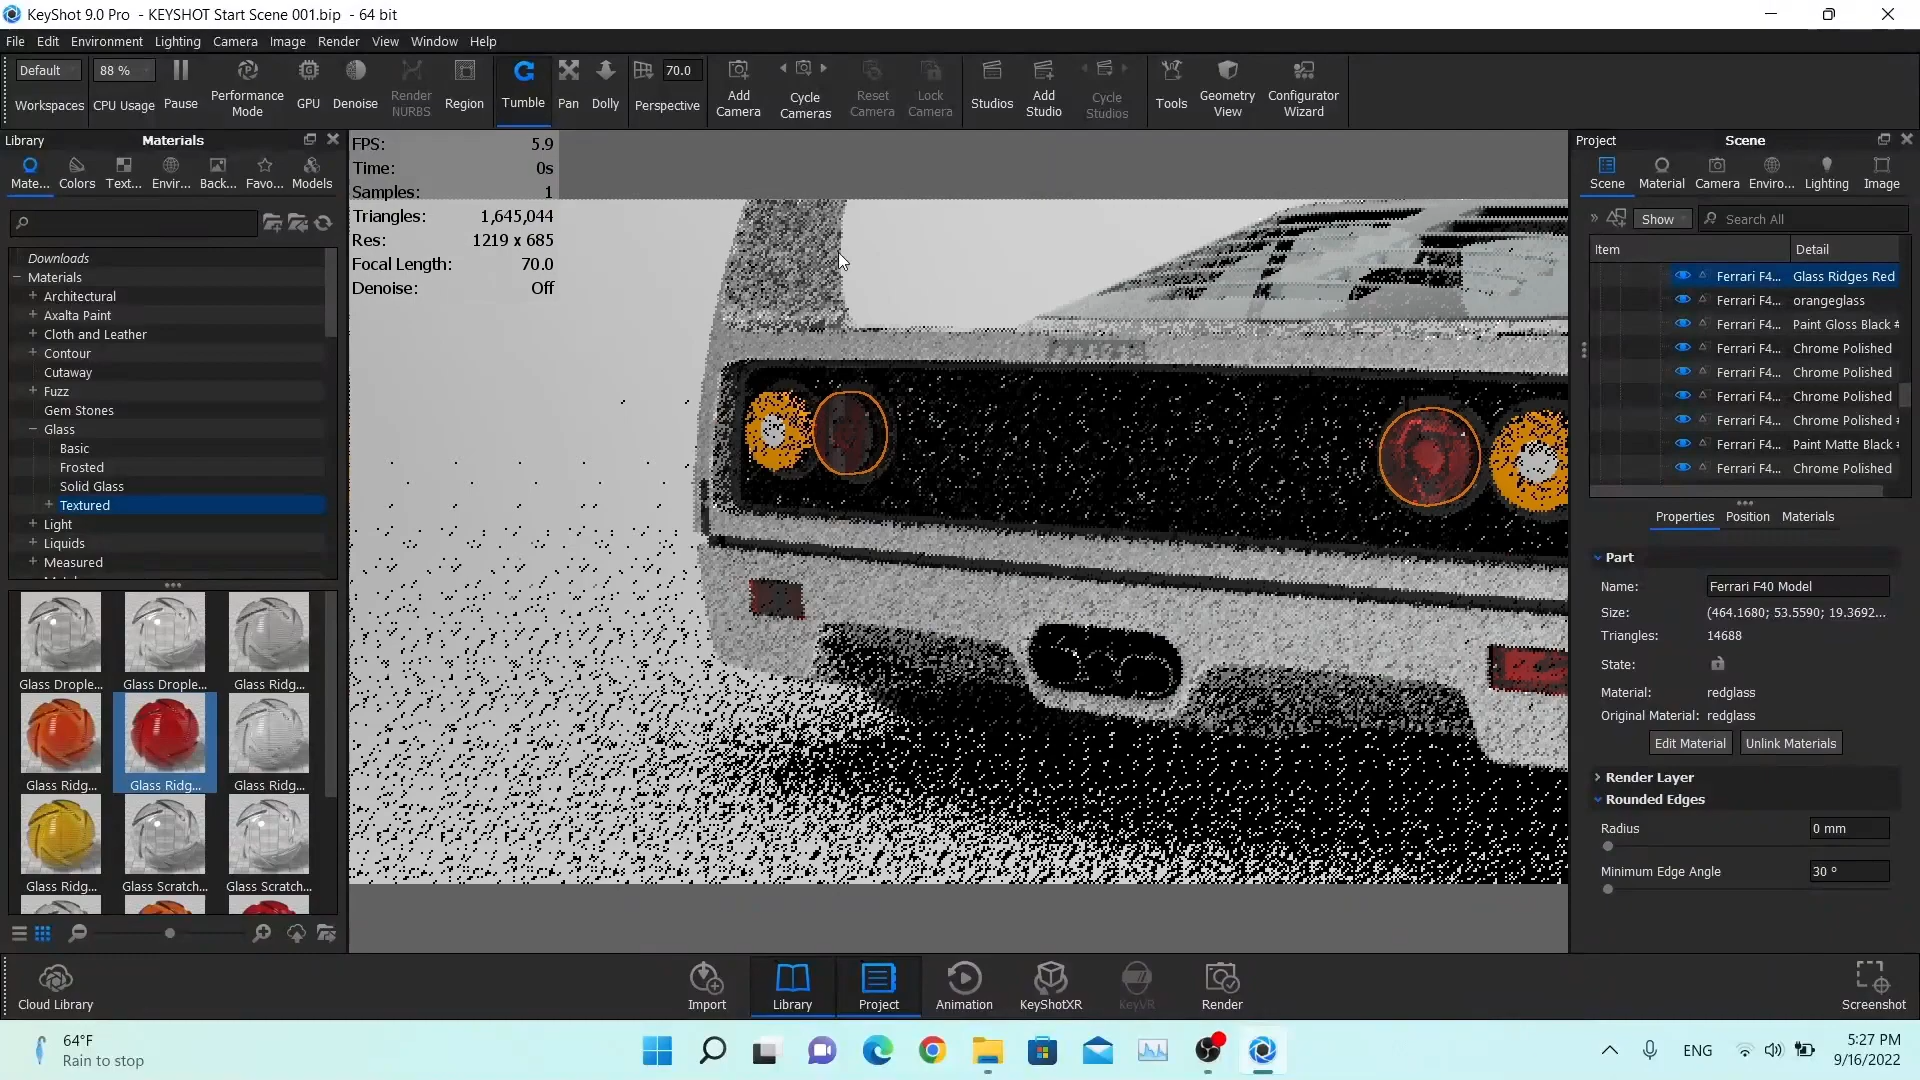 KeyShot 9.0 Pro - KEYSHOT Start Scene 001.bip - 64 bit
File Edit Environment Lighting Camera Image Render View Window Help
Default 88 % 70.0
Workspaces CPU Usage Pause Performance Mode GPU Denoise Render NURBS Region Tumble Pan Dolly Perspective Add Camera Cycle Cameras Reset Camera Lock Camera Studios Add Studio Cycle Studios Tools Geometry View Configurator Wizard
Library Materials
Mate... Colors Text... Envir... Back... Favo... Models
Downloads
Materials
Architectural
Axalta Paint
Cloth and Leather
Contour
Cutaway
Fuzz
Gem Stones
Glass
Basic
Frosted
Solid Glass
Textured
Light
Liquids
Measured
Glass Drople... Glass Drople... Glass Ridg...
Glass Ridg... Glass Ridg... Glass Ridg...
Glass Ridg... Glass Scratch... Glass Scratch...
FPS: 5.9
Time: 0s
Samples: 1
Triangles: 1,645,044
Res: 1219 x 685
Focal Length: 70.0
Denoise: Off
Project Scene
Scene Material Camera Enviro... Lighting Image
Show Search All
Item Detail
Ferrari F4... Glass Ridges Red
Ferrari F4... orangeglass
Ferrari F4... Paint Gloss Black #
Ferrari F4... Chrome Polished
Ferrari F4... Chrome Polished
Ferrari F4... Chrome Polished
Ferrari F4... Chrome Polished #
Ferrari F4... Paint Matte Black #
Ferrari F4... Chrome Polished
Properties Position Materials
Part
Name: Ferrari F40 Model
Size: (464.1680; 53.5590; 19.3692...
Triangles: 14688
State:
Material: redglass
Original Material: redglass
Edit Material Unlink Materials
Render Layer
Rounded Edges
Radius 0 mm
Minimum Edge Angle 30 °
Cloud Library Import Library Project Animation KeyShotXR KeyVR Render Screenshot
64°F
Rain to stop
ENG
5:27 PM
9/16/2022